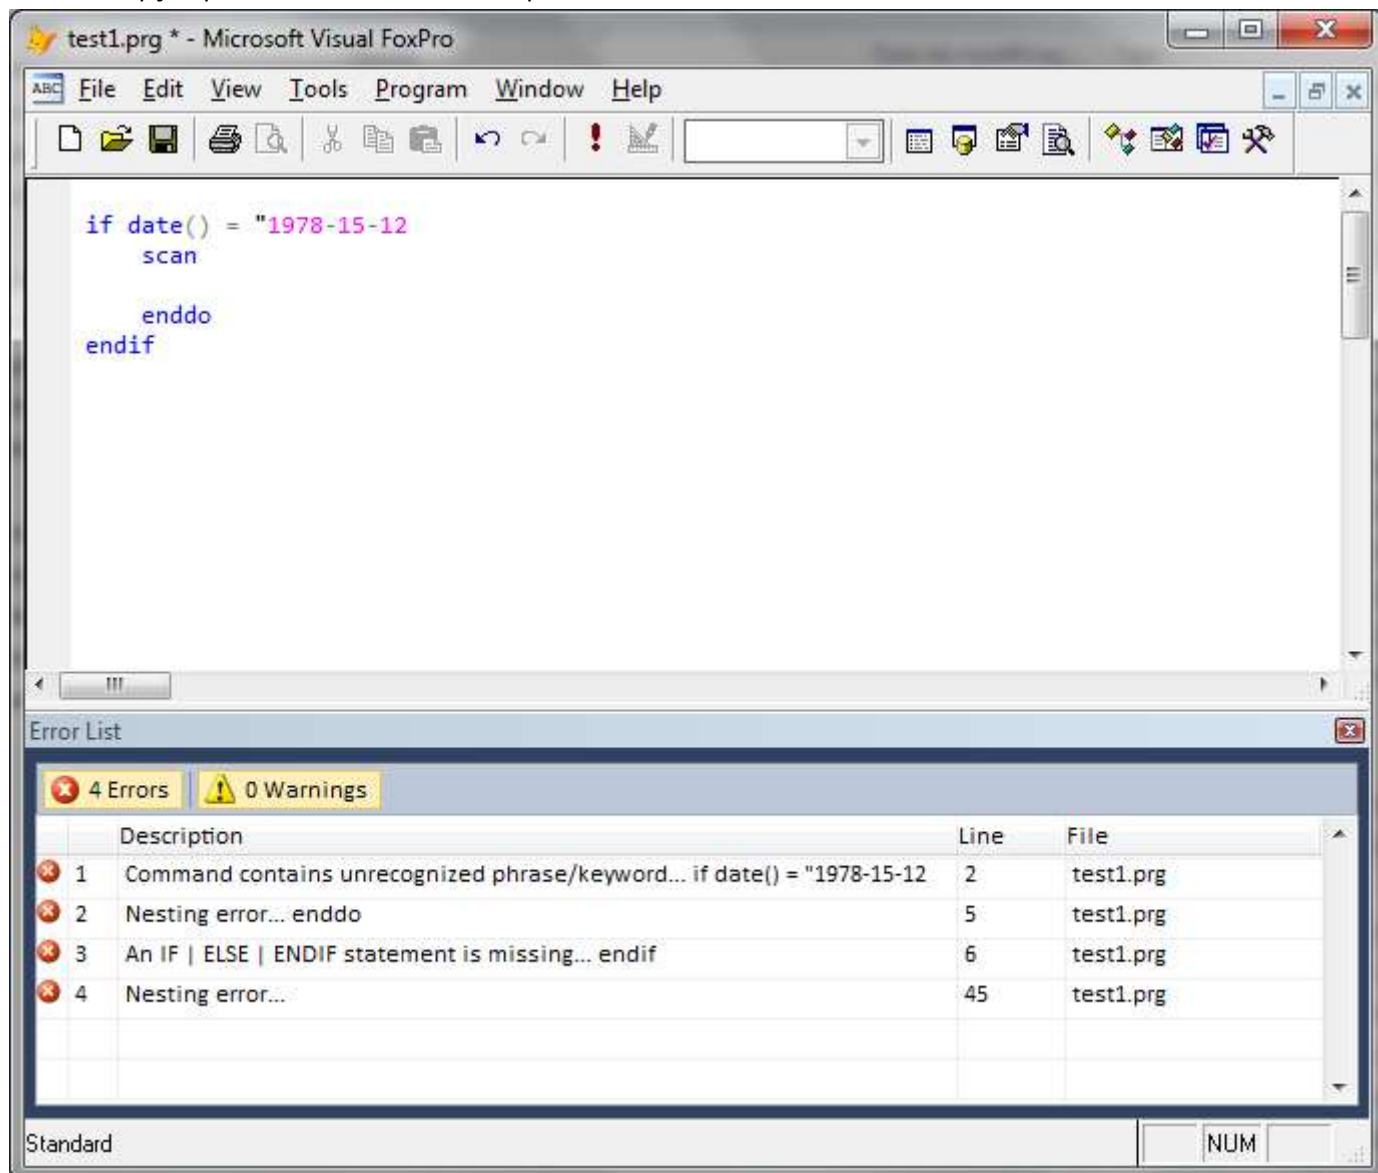 test1.prg * - Microsoft Visual FoxPro
ABC File Edit View Tools Program Window Help
if date() = "1978-15-12
scan
enddo
endif
Error List
4 Errors 0 Warnings
Description Line File
1 Command contains unrecognized phrase/keyword... if date() = "1978-15-12 2 test1.prg
2 Nesting error... enddo 5 test1.prg
3 An IF | ELSE | ENDIF statement is missing... endif 6 test1.prg
4 Nesting error... 45 test1.prg
Standard NUM